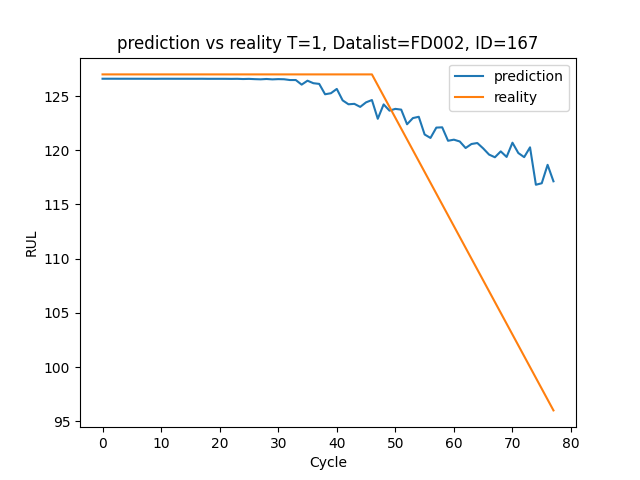 prediction vs reality T=1, Datalist=FD002, ID=167
prediction
reality
125
120
115
110
105
100
95
RUL
0 10 20 30 40 50 60 70 80
Cycle